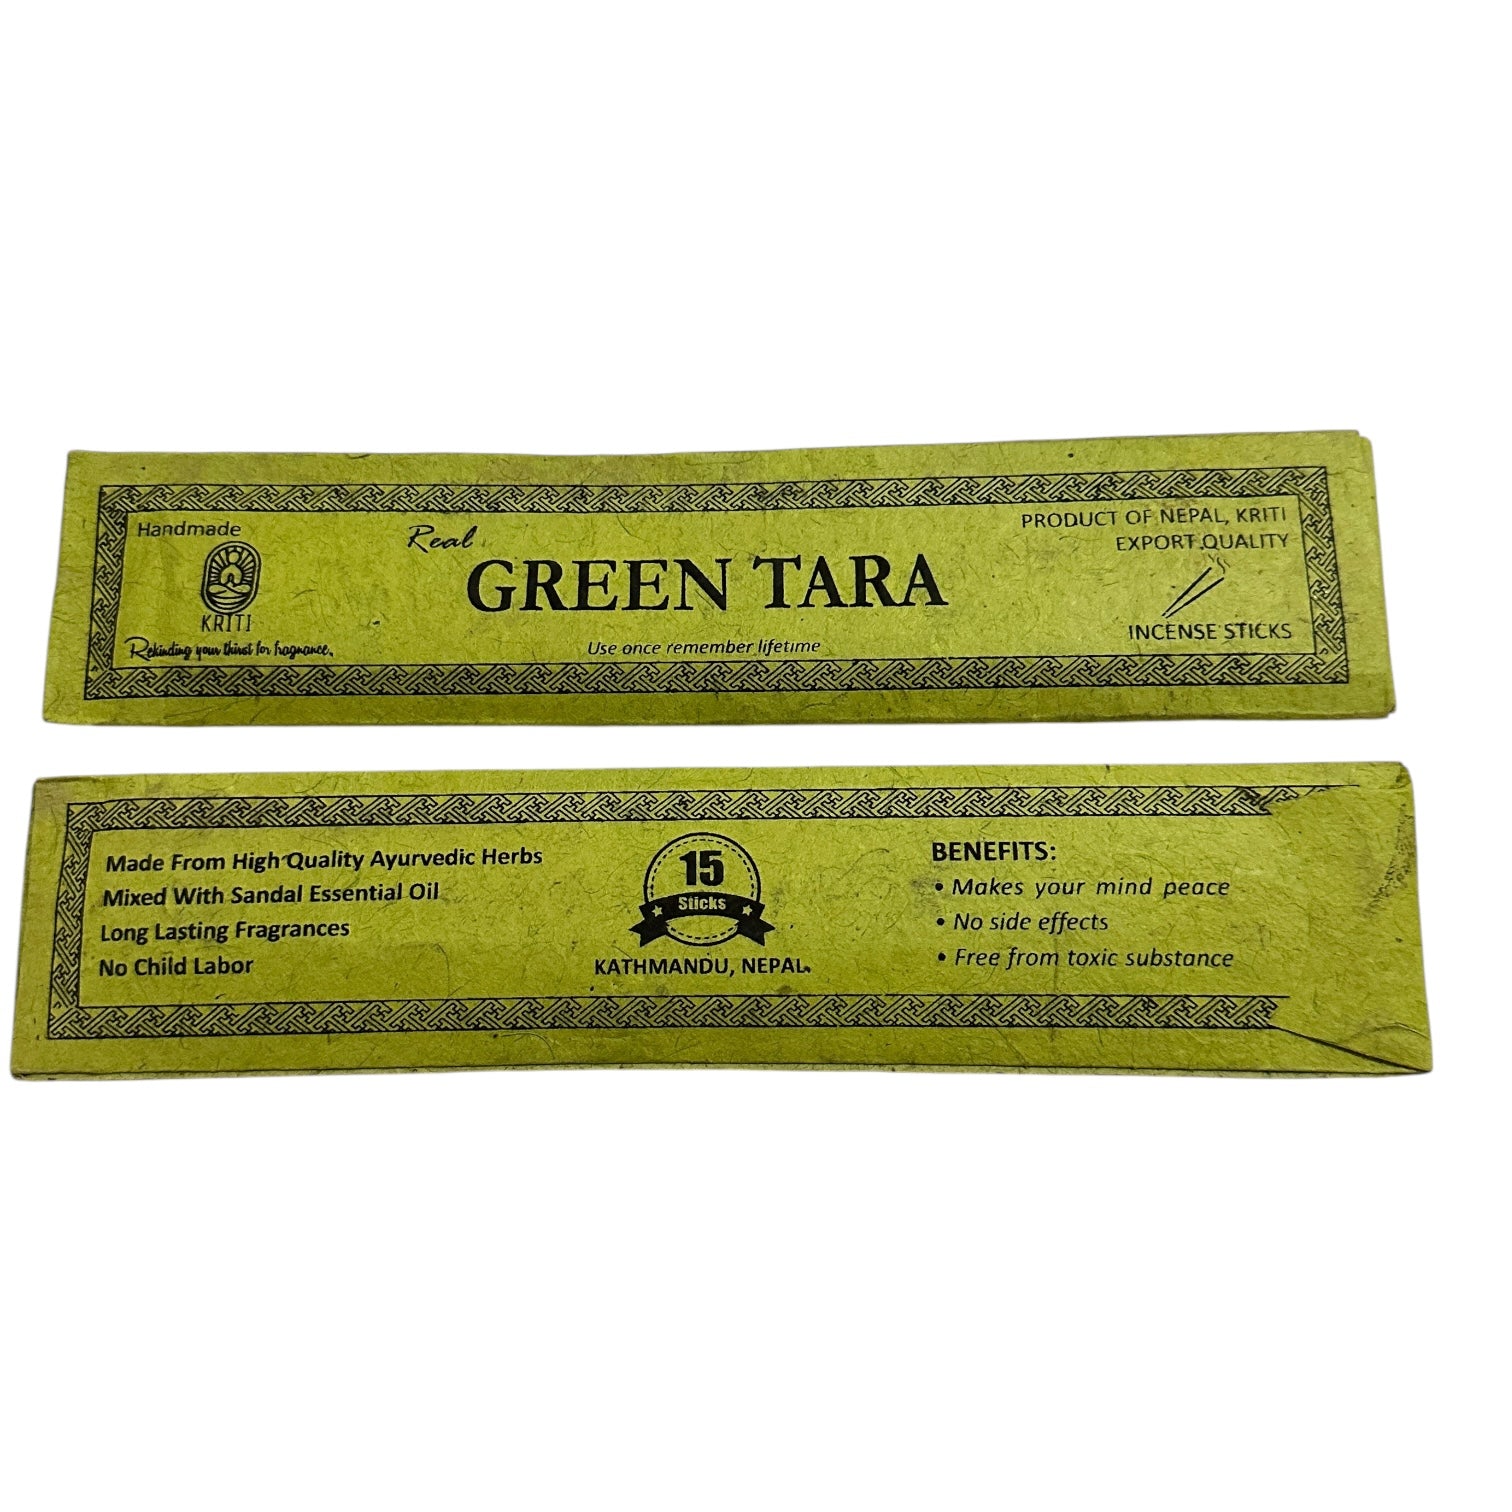 Handmade
KRITI
Rekinding your thirst for fragnance.
Real
GREEN TARA
Use once remember lifetime
PRODUCT OF NEPAL, KRITI
EXPORT QUALITY
INCENSE STICKS
Made From High Quality Ayurvedic Herbs
Mixed With Sandal Essential Oil
Long Lasting Fragrances
No Child Labor
15
Sticks
KATHMANDU, NEPAL.
BENEFITS:
• Makes your mind peace
• No side effects
• Free from toxic substance